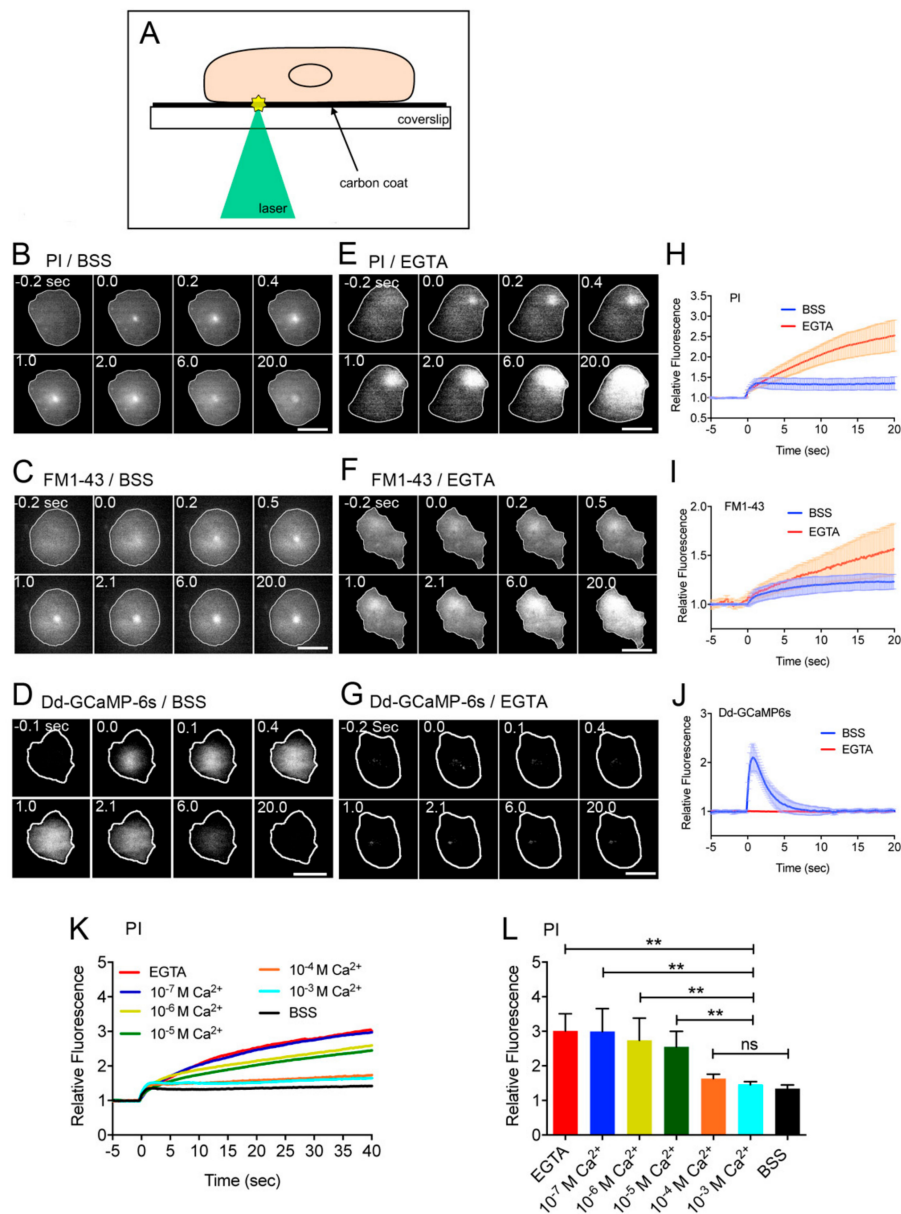 A
coverslip
carbon coat
laser
B PI / BSS
-0.2 sec 0.0 0.2 0.4
1.0 2.0 6.0 20.0
E PI / EGTA
-0.2 sec 0.0 0.2 0.4
1.0 2.0 6.0 20.0
H
PI
BSS
EGTA
Relative Fluorescence
3.5
3.0
2.5
2.0
1.5
1.0
-5 0 5 10 15 20
Time (sec)
C FM1-43 / BSS
-0.2 sec 0.0 0.2 0.5
1.0 2.1 6.0 20.0
F FM1-43 / EGTA
-0.2 sec 0.0 0.2 0.5
1.0 2.1 6.0 20.0
I
FM1-43
BSS
EGTA
Relative Fluorescence
2.0
1.5
1.0
-5 0 5 10 15 20
Time (sec)
D Dd-GCaMP-6s / BSS
-0.1 sec 0.0 0.1 0.4
1.0 2.1 6.0 20.0
G Dd-GCaMP-6s / EGTA
-0.2 Sec 0.0 0.1 0.4
1.0 2.1 6.0 20.0
J
Dd-GCaMP6s
BSS
EGTA
Relative Fluorescence
3
2
1
-5 0 5 10 15 20
Time (sec)
K PI
EGTA
10⁻⁷ M Ca²⁺
10⁻⁶ M Ca²⁺
10⁻⁵ M Ca²⁺
10⁻⁴ M Ca²⁺
10⁻³ M Ca²⁺
BSS
Relative Fluorescence
5
4
3
2
1
0
-5 0 5 10 15 20 25 30 35 40
Time (sec)
L PI
**
**
**
**
ns
Relative Fluorescence
5
4
3
2
1
0
EGTA
10⁻⁷ M Ca²⁺
10⁻⁶ M Ca²⁺
10⁻⁵ M Ca²⁺
10⁻⁴ M Ca²⁺
10⁻³ M Ca²⁺
BSS